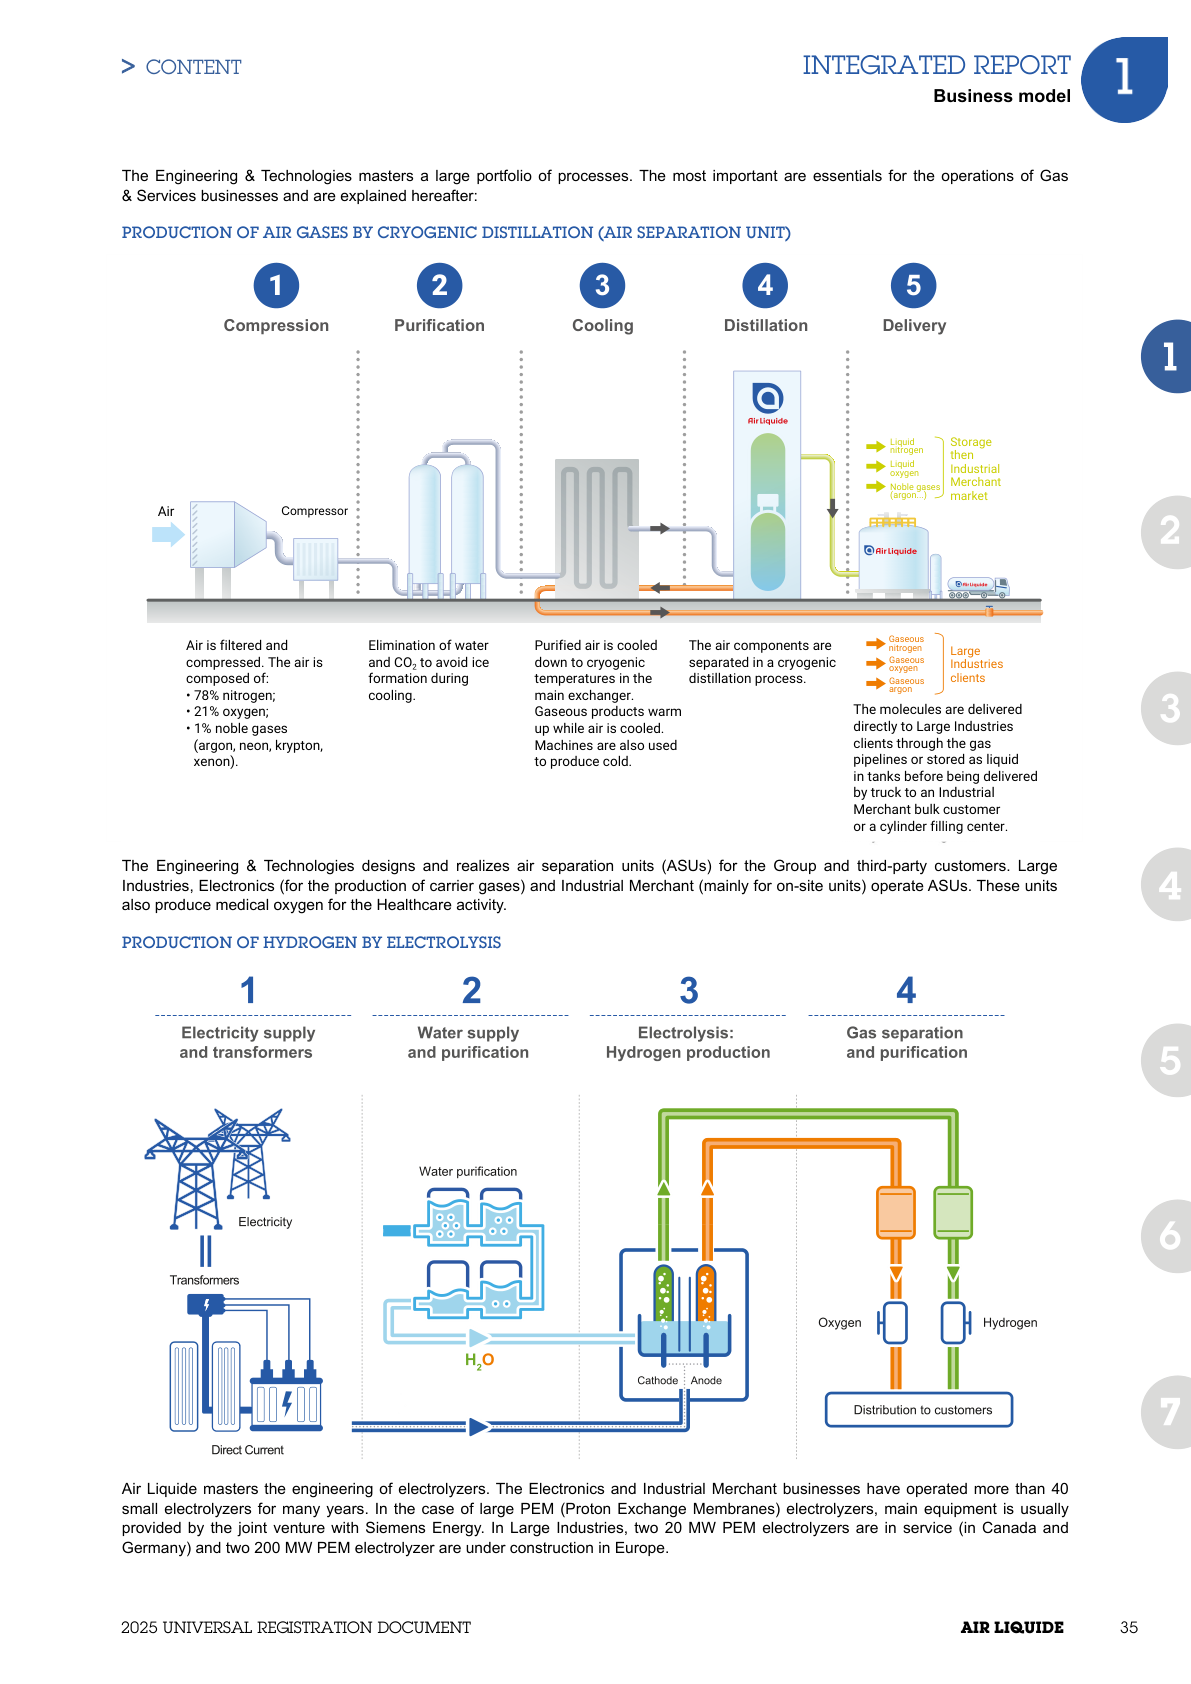 > CONTENT
INTEGRATED REPORT
Business model
1
The Engineering & Technologies masters a large portfolio of processes. The most important are essentials for the operations of Gas
& Services businesses and are explained hereafter:
PRODUCTION OF AIR GASES BY CRYOGENIC DISTILLATION (AIR SEPARATION UNIT)
1
2
3
4
5
Compression
Purification
Cooling
Distillation
Delivery
Air Liquide
Liquid
nitrogen
Liquid
oxygen
Noble gases
(argon...)
Storage
then
Industrial
Merchant
market
Air
Compressor
Air Liquide
Air Liquide
Air is filtered and
compressed. The air is
composed of:
• 78% nitrogen;
• 21% oxygen;
• 1% noble gases
(argon, neon, krypton,
xenon).
Elimination of water
and CO2 to avoid ice
formation during
cooling.
Purified air is cooled
down to cryogenic
temperatures in the
main exchanger.
Gaseous products warm
up while air is cooled.
Machines are also used
to produce cold.
The air components are
separated in a cryogenic
distillation process.
Gaseous
nitrogen
Gaseous
oxygen
Gaseous
argon
Large
Industries
clients
The molecules are delivered
directly to Large Industries
clients through the gas
pipelines or stored as liquid
in tanks before being delivered
by truck to an Industrial
Merchant bulk customer
or a cylinder filling center.
The Engineering & Technologies designs and realizes air separation units (ASUs) for the Group and third-party customers. Large
Industries, Electronics (for the production of carrier gases) and Industrial Merchant (mainly for on-site units) operate ASUs. These units
also produce medical oxygen for the Healthcare activity.
PRODUCTION OF HYDROGEN BY ELECTROLYSIS
1
2
3
4
Electricity supply
and transformers
Water supply
and purification
Electrolysis:
Hydrogen production
Gas separation
and purification
Electricity
Transformers
Direct Current
Water purification
H2O
Cathode
Anode
Oxygen
Hydrogen
Distribution to customers
Air Liquide masters the engineering of electrolyzers. The Electronics and Industrial Merchant businesses have operated more than 40
small electrolyzers for many years. In the case of large PEM (Proton Exchange Membranes) electrolyzers, main equipment is usually
provided by the joint venture with Siemens Energy. In Large Industries, two 20 MW PEM electrolyzers are in service (in Canada and
Germany) and two 200 MW PEM electrolyzer are under construction in Europe.
1
2
3
4
5
6
7
2025 UNIVERSAL REGISTRATION DOCUMENT
AIR LIQUIDE
35